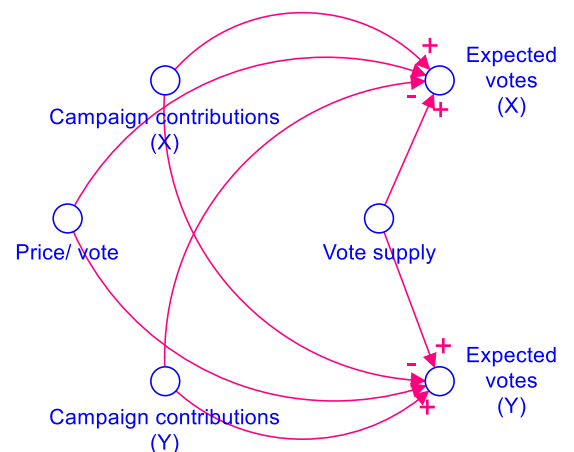 +
Expected
votes
(X)
-
+
Campaign contributions
(X)
Price/ vote
Vote supply
+
-
Expected
votes
(Y)
+
Campaign contributions
(Y)